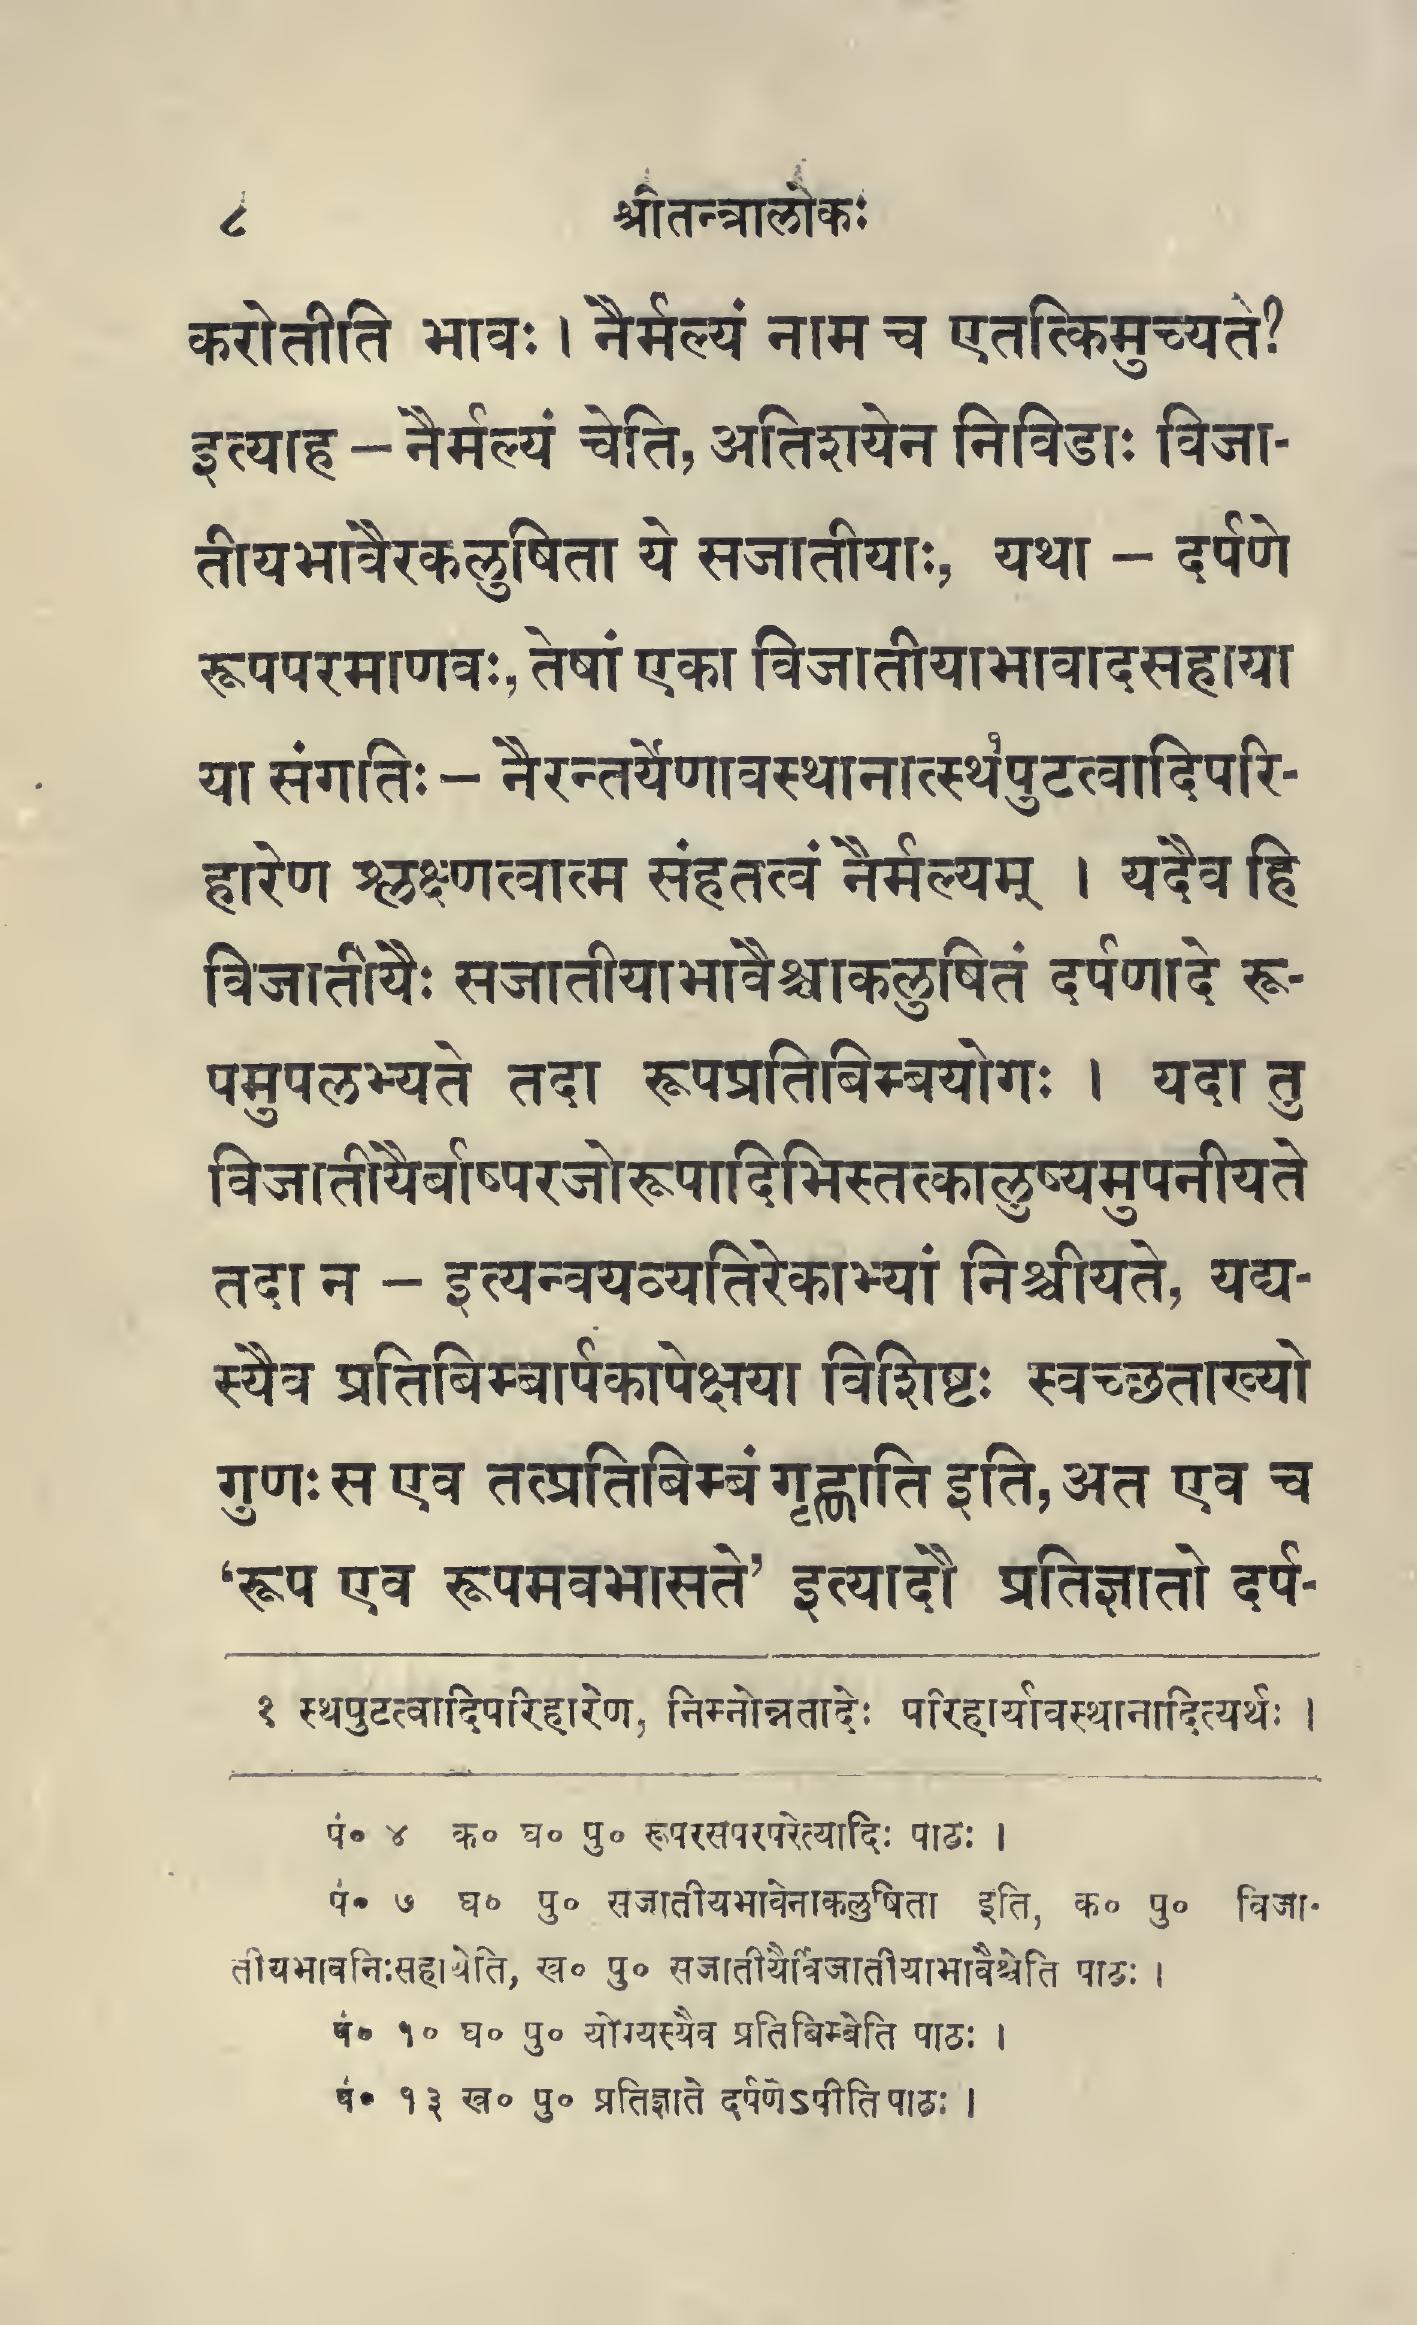 ८ श्रीतन्त्रालोकः
करोतीति भावः । नैर्मल्यं नाम च एतत्किमुच्यते?
इत्याह – नैर्मल्यं चेति, अतिशयेन निविडाः विजा-
तीयभावैरकलुषिता ये सजातीयाः, यथा – दर्पणे
रूपपरमाणवः, तेषां एका विजातीयाभावादसहाया
या संगतिः – नैरन्तर्येणावस्थानात्स्थ१पुटत्वादिपरि-
हारेण श्लक्ष्णत्वात्म संहतत्वं नैर्मल्यम् । यदैव हि
विजातीयैः सजातीयाभावैश्चाकलुषितं दर्पणादे रू-
पमुपलभ्यते तदा रूपप्रतिबिम्बयोगः । यदा तु
विजातीयैर्बाष्परजोरूपादिभिस्तत्कालुष्यमुपनीयते
तदा न – इत्यन्वयव्यतिरेकाभ्यां निश्चीयते, यद्य-
स्यैव प्रतिबिम्बार्पकापेक्षया विशिष्टः स्वच्छताख्यो
गुणः स एव तत्प्रतिबिम्बं गृह्णाति इति, अत एव च
‘रूप एव रूपमवभासते’ इत्यादौ प्रतिज्ञातो दर्प-
१ स्थपुटत्वादिपरिहारेण, निम्नोन्नतादेः परिहार्यावस्थानादित्यर्थः ।
पं० ४ क० घ० पु० रूपरसपरपरेत्यादिः पाठः ।
पं० ७ घ० पु० सजातीयभावेनाकलुषिता इति, क० पु० विजा-
तीयभावनिःसहायेति, ख० पु० सजातीयैर्विजातीयाभावैश्चेति पाठः ।
पं० १० घ० पु० योग्यस्यैव प्रतिबिम्बेति पाठः ।
पं० १३ ख० पु० प्रतिज्ञाते दर्पणेऽपीति पाठः ।